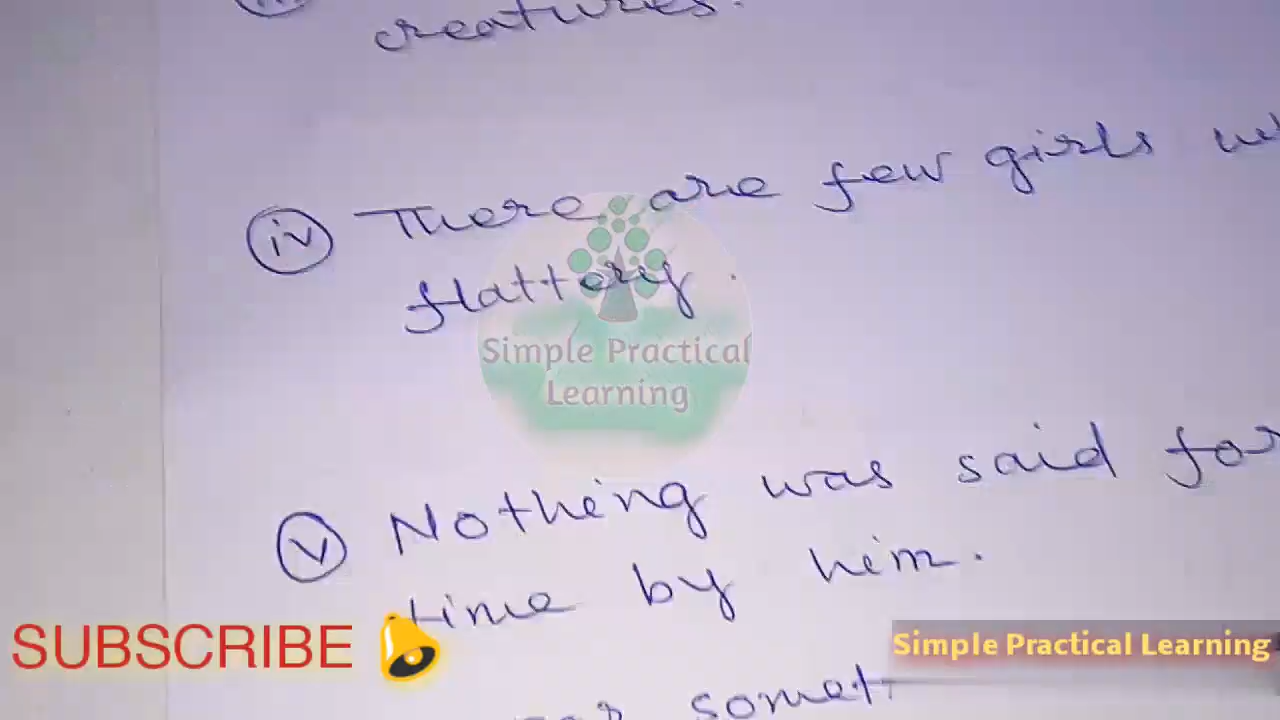 creatures.
iv There are few girls
flattery.
Simple Practical
Learning
v Nothing was said for
time by him.
SUBSCRIBE
Simple Practical Learning